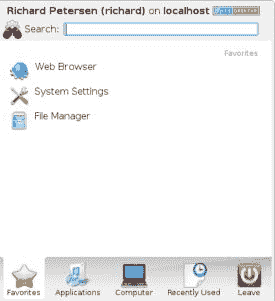 Richard Petersen (richard) on localhost
Search:
Favorites
Web Browser
System Settings
File Manager
Favorites Applications Computer Recently Used Leave